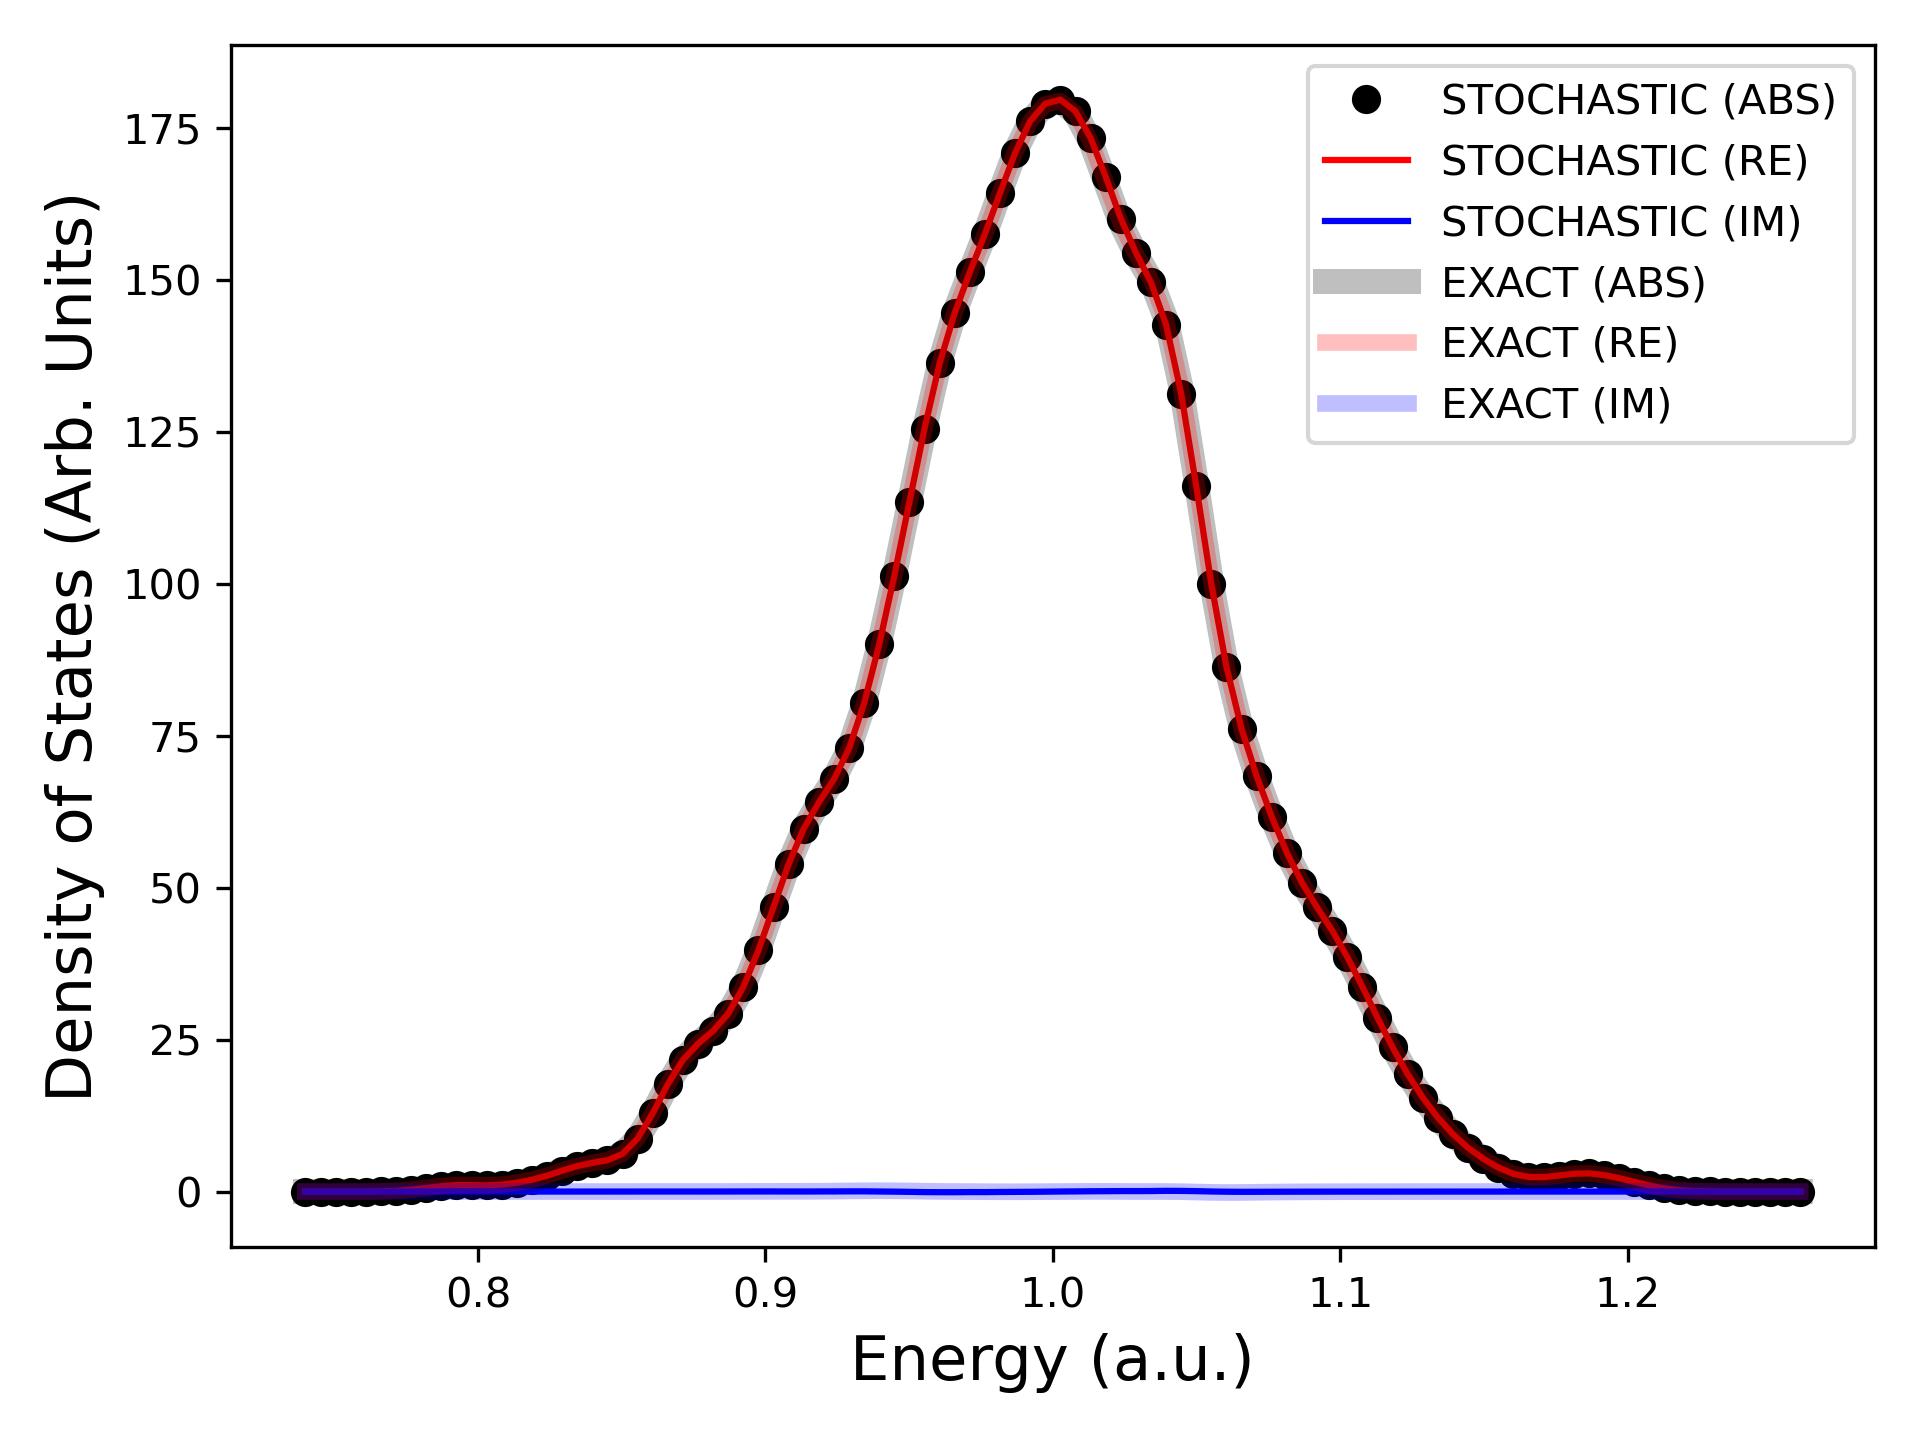 175
150
125
100
75
50
25
0
Density of States (Arb. Units)
STOCHASTIC (ABS)
STOCHASTIC (RE)
STOCHASTIC (IM)
EXACT (ABS)
EXACT (RE)
EXACT (IM)
0.8
0.9
1.0
1.1
1.2
Energy (a.u.)